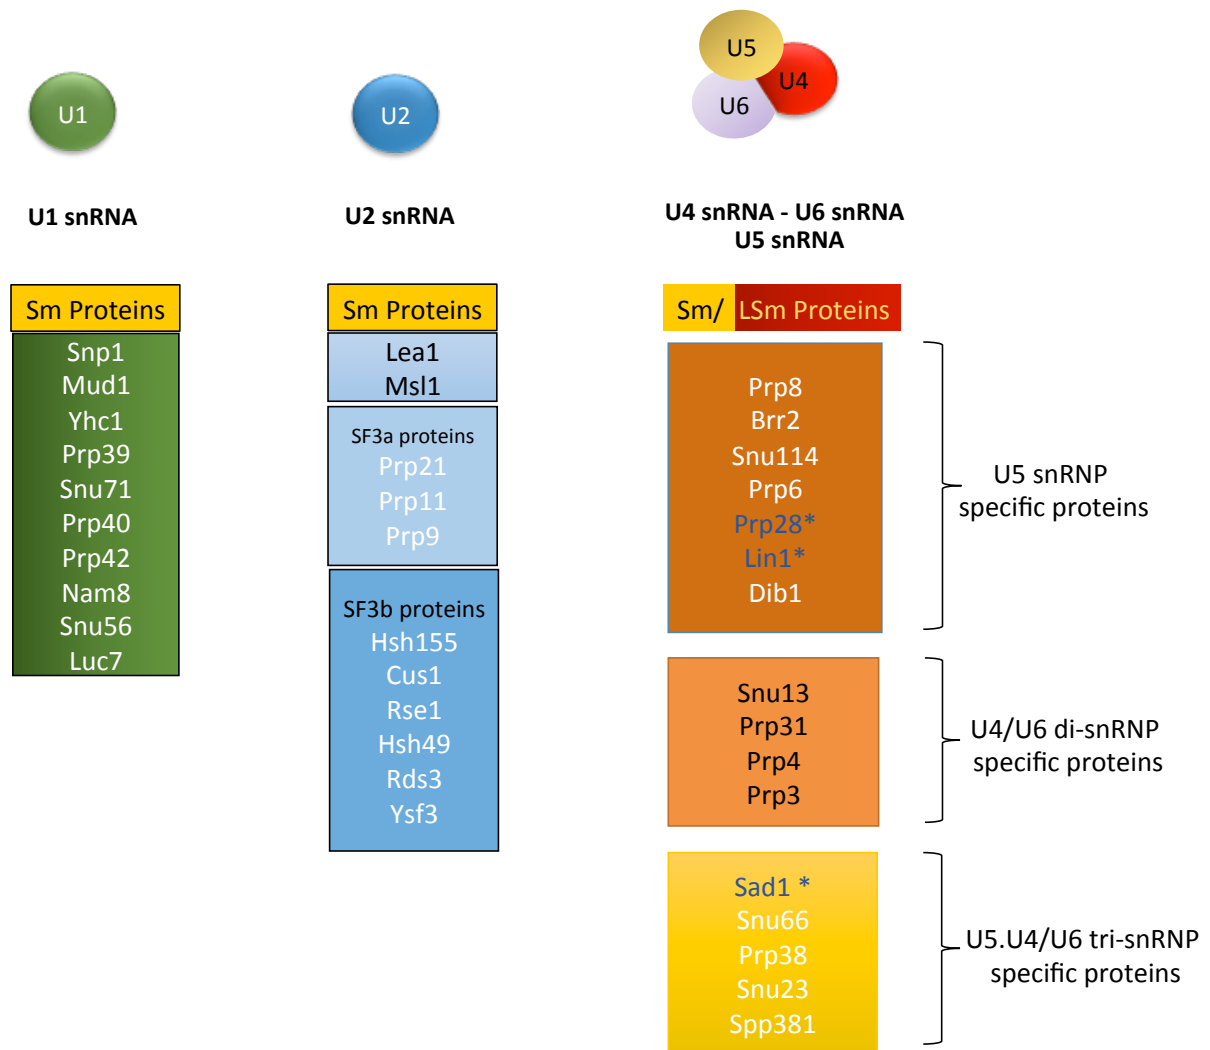 U1
U1 snRNA
Sm Proteins
Snp1
Mud1
Yhc1
Prp39
Snu71
Prp40
Prp42
Nam8
Snu56
Luc7
U2
U2 snRNA
Sm Proteins
Lea1
Msl1
SF3a proteins
Prp21
Prp11
Prp9
SF3b proteins
Hsh155
Cus1
Rse1
Hsh49
Rds3
Ysf3
U5
U4
U6
U4 snRNA - U6 snRNA
U5 snRNA
Sm/ LSm Proteins
Prp8
Brr2
Snu114
Prp6
Prp28*
Lin1*
Dib1
U5 snRNP
specific proteins
Snu13
Prp31
Prp4
Prp3
U4/U6 di-snRNP
specific proteins
Sad1 *
Snu66
Prp38
Snu23
Spp381
U5.U4/U6 tri-snRNP
specific proteins